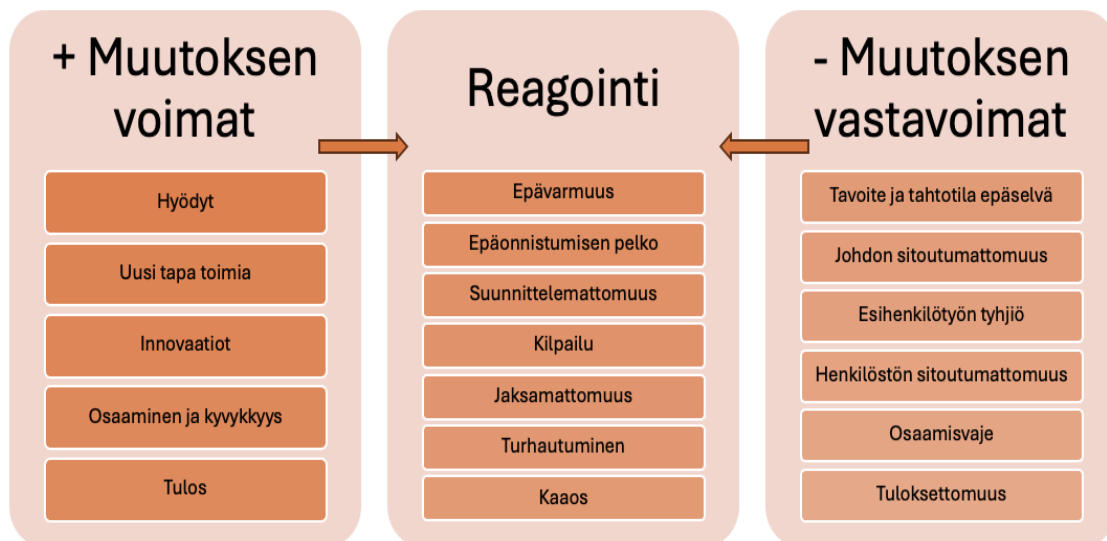 + Muutoksen
voimat
Hyödyt
Uusi tapa toimia
Innovaatiot
Osaaminen ja kyvykkyys
Tulos
Reagointi
Epävarmuus
Epäonnistumisen pelko
Suunnittelemattomuus
Kilpailu
Jaksamattomuus
Turhautuminen
Kaaos
- Muutoksen
vastavoimat
Tavoite ja tahtotila epäselvä
Johdon sitoutumattomuus
Esihenkilötyön tyhjiö
Henkilöstön sitoutumattomuus
Osaamisvaje
Tuloksettomuus